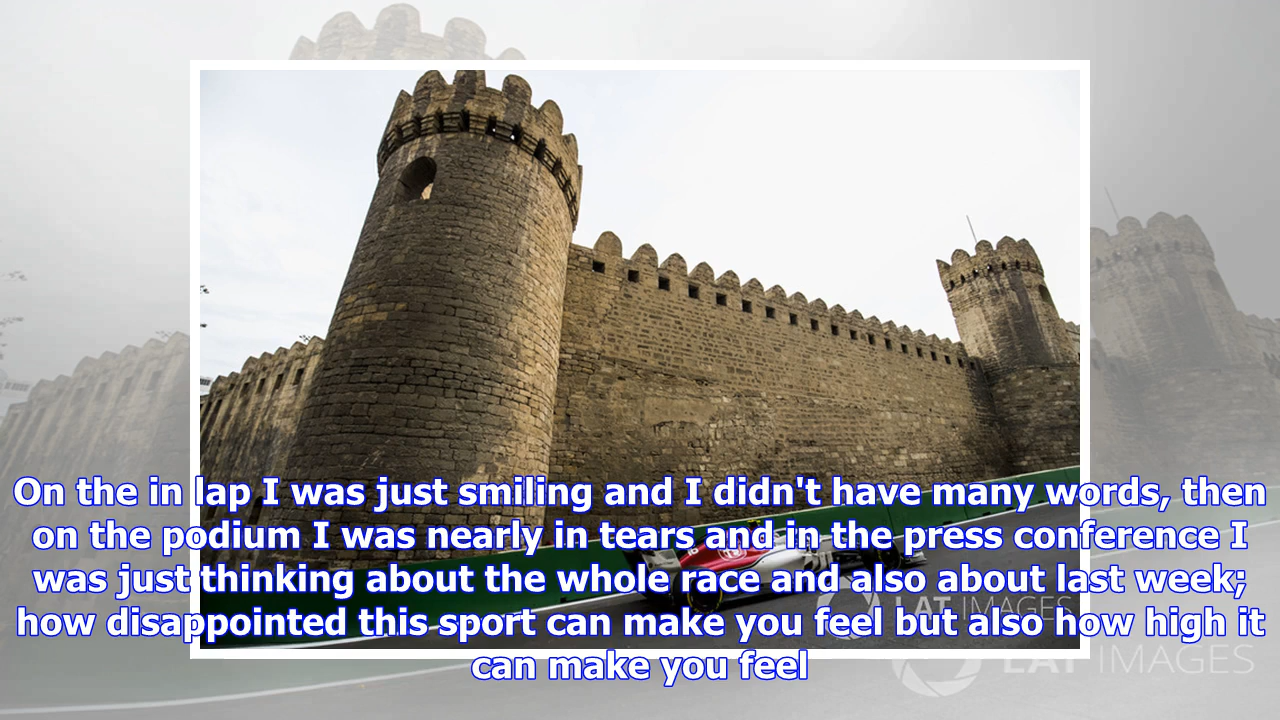 On the in lap I was just smiling and I didn't have many words, then
on the podium I was nearly in tears and in the press conference I
was just thinking about the whole race and also about last week;
how disappointed this sport can make you feel but also how high it
can make you feel
LAT IMAGES
LAT IMAGES